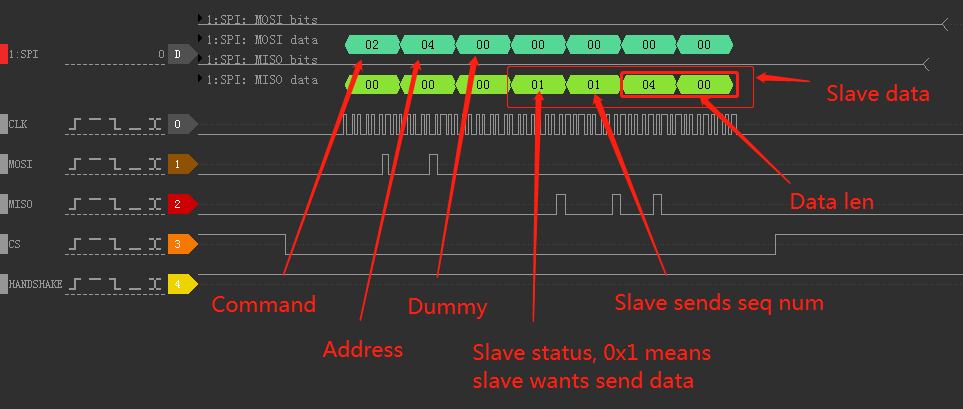 1:SPI: MOSI bits
1:SPI: MOSI data
02 04 00 00 00 00 00
1:SPI 0 D
1:SPI: MISO bits
1:SPI: MISO data
00 00 00 01 01 04 00
Slave data
CLK 0
MOSI 1
MISO 2
Data len
CS 3
HANDSHAKE 4
Command
Dummy
Slave sends seq num
Address
Slave status, 0x1 means
slave wants send data